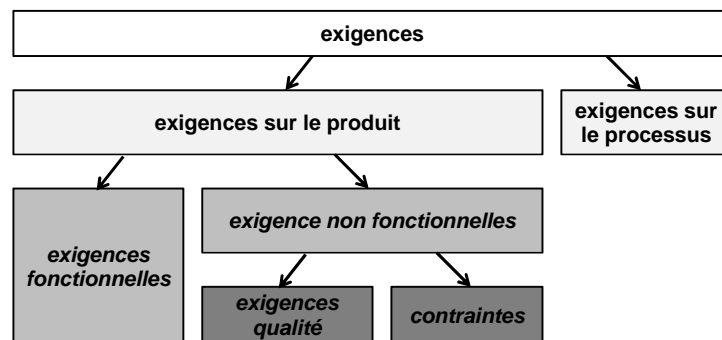 exigences
exigences sur le produit
exigences sur
le processus
exigences
fonctionnelles
exigence non fonctionnelles
exigences
qualité
contraintes